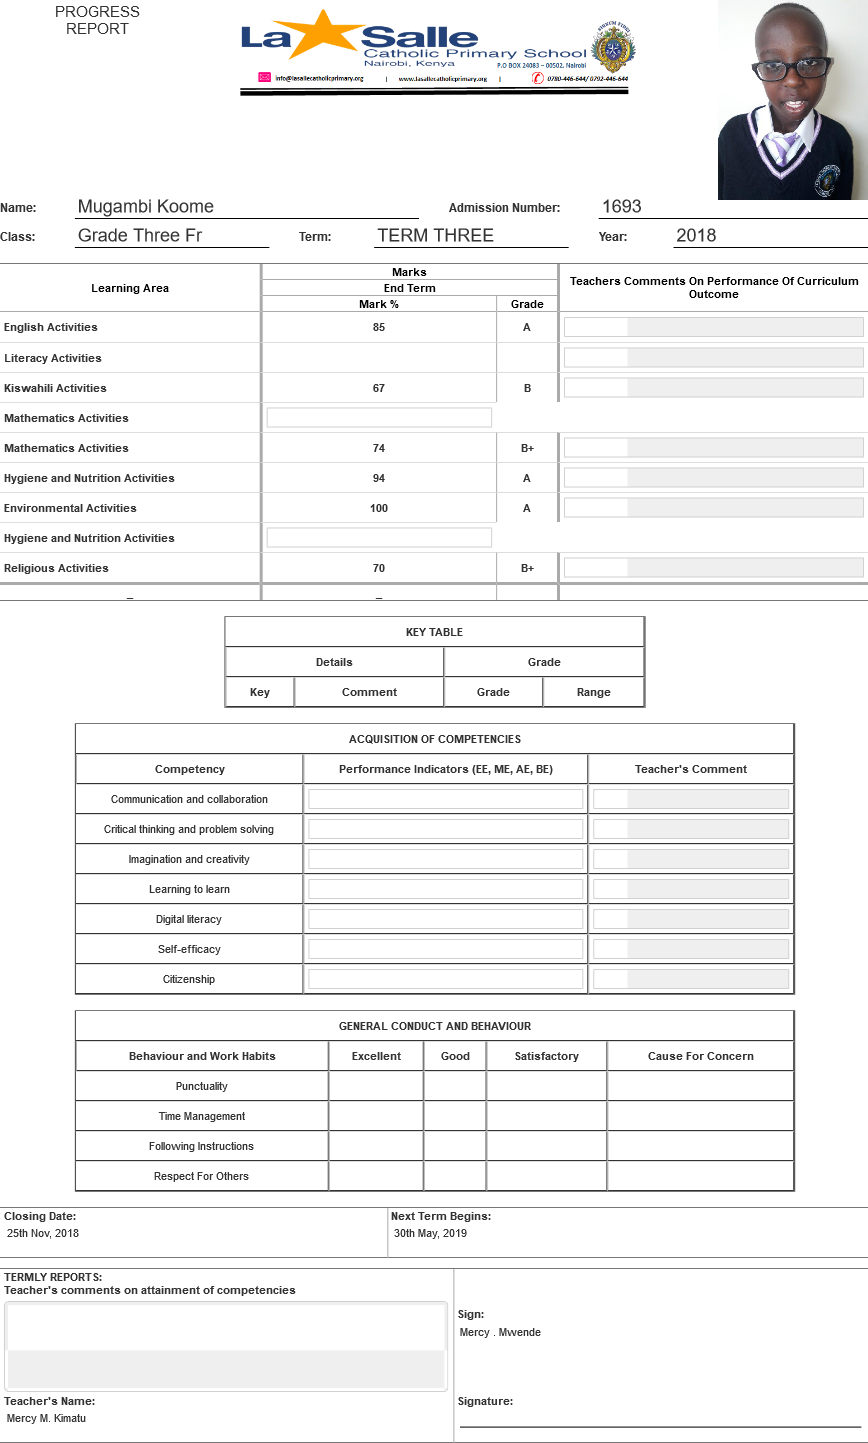 PROGRESS
REPORT
La Salle
Catholic Primary School
Nairobi, Kenya
P.O BOX 24083 – 00502, Nairobi
info@lasallecatholicprimary.org | www.lasallecatholicprimary.org | 0780-446-644/ 0792-446-644
Name: Mugambi Koome Admission Number: 1693
Class: Grade Three Fr Term: TERM THREE Year: 2018
Learning Area Marks Teachers Comments On Performance Of Curriculum Outcome
End Term
Mark % Grade
English Activities 85 A
Literacy Activities
Kiswahili Activities 67 B
Mathematics Activities
Mathematics Activities 74 B+
Hygiene and Nutrition Activities 94 A
Environmental Activities 100 A
Hygiene and Nutrition Activities
Religious Activities 70 B+
_ _
KEY TABLE
Details Grade
Key Comment Grade Range
ACQUISITION OF COMPETENCIES
Competency Performance Indicators (EE, ME, AE, BE) Teacher's Comment
Communication and collaboration
Critical thinking and problem solving
Imagination and creativity
Learning to learn
Digital literacy
Self-efficacy
Citizenship
GENERAL CONDUCT AND BEHAVIOUR
Behaviour and Work Habits Excellent Good Satisfactory Cause For Concern
Punctuality
Time Management
Following Instructions
Respect For Others
Closing Date: Next Term Begins:
25th Nov, 2018 30th May, 2019
TERMLY REPORTS:
Teacher's comments on attainment of competencies
Sign:
Mercy . Mwende
Teacher's Name: Signature:
Mercy M. Kimatu